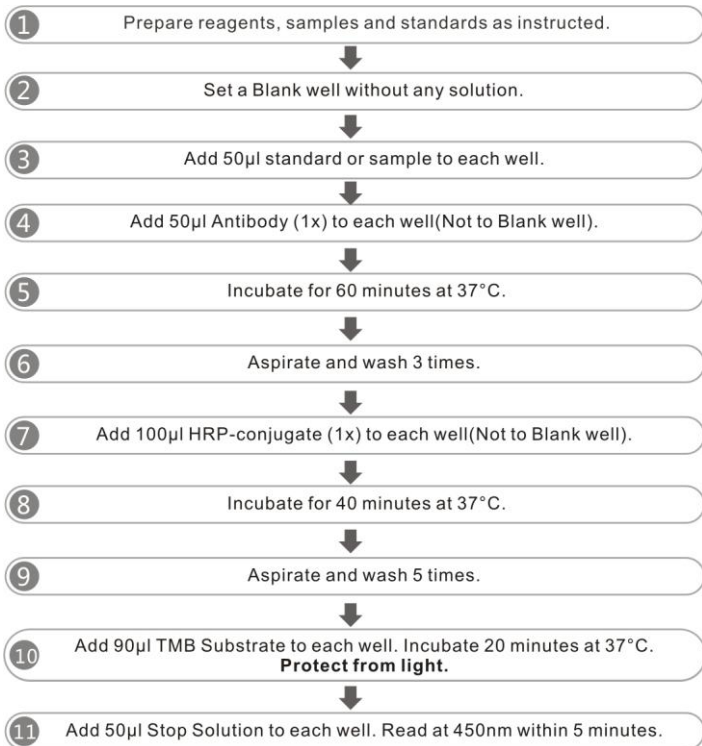 1 Prepare reagents, samples and standards as instructed.
2 Set a Blank well without any solution.
3 Add 50μl standard or sample to each well.
4 Add 50μl Antibody (1x) to each well(Not to Blank well).
5 Incubate for 60 minutes at 37°C.
6 Aspirate and wash 3 times.
7 Add 100μl HRP-conjugate (1x) to each well(Not to Blank well).
8 Incubate for 40 minutes at 37°C.
9 Aspirate and wash 5 times.
10 Add 90μl TMB Substrate to each well. Incubate 20 minutes at 37°C.
Protect from light.
11 Add 50μl Stop Solution to each well. Read at 450nm within 5 minutes.